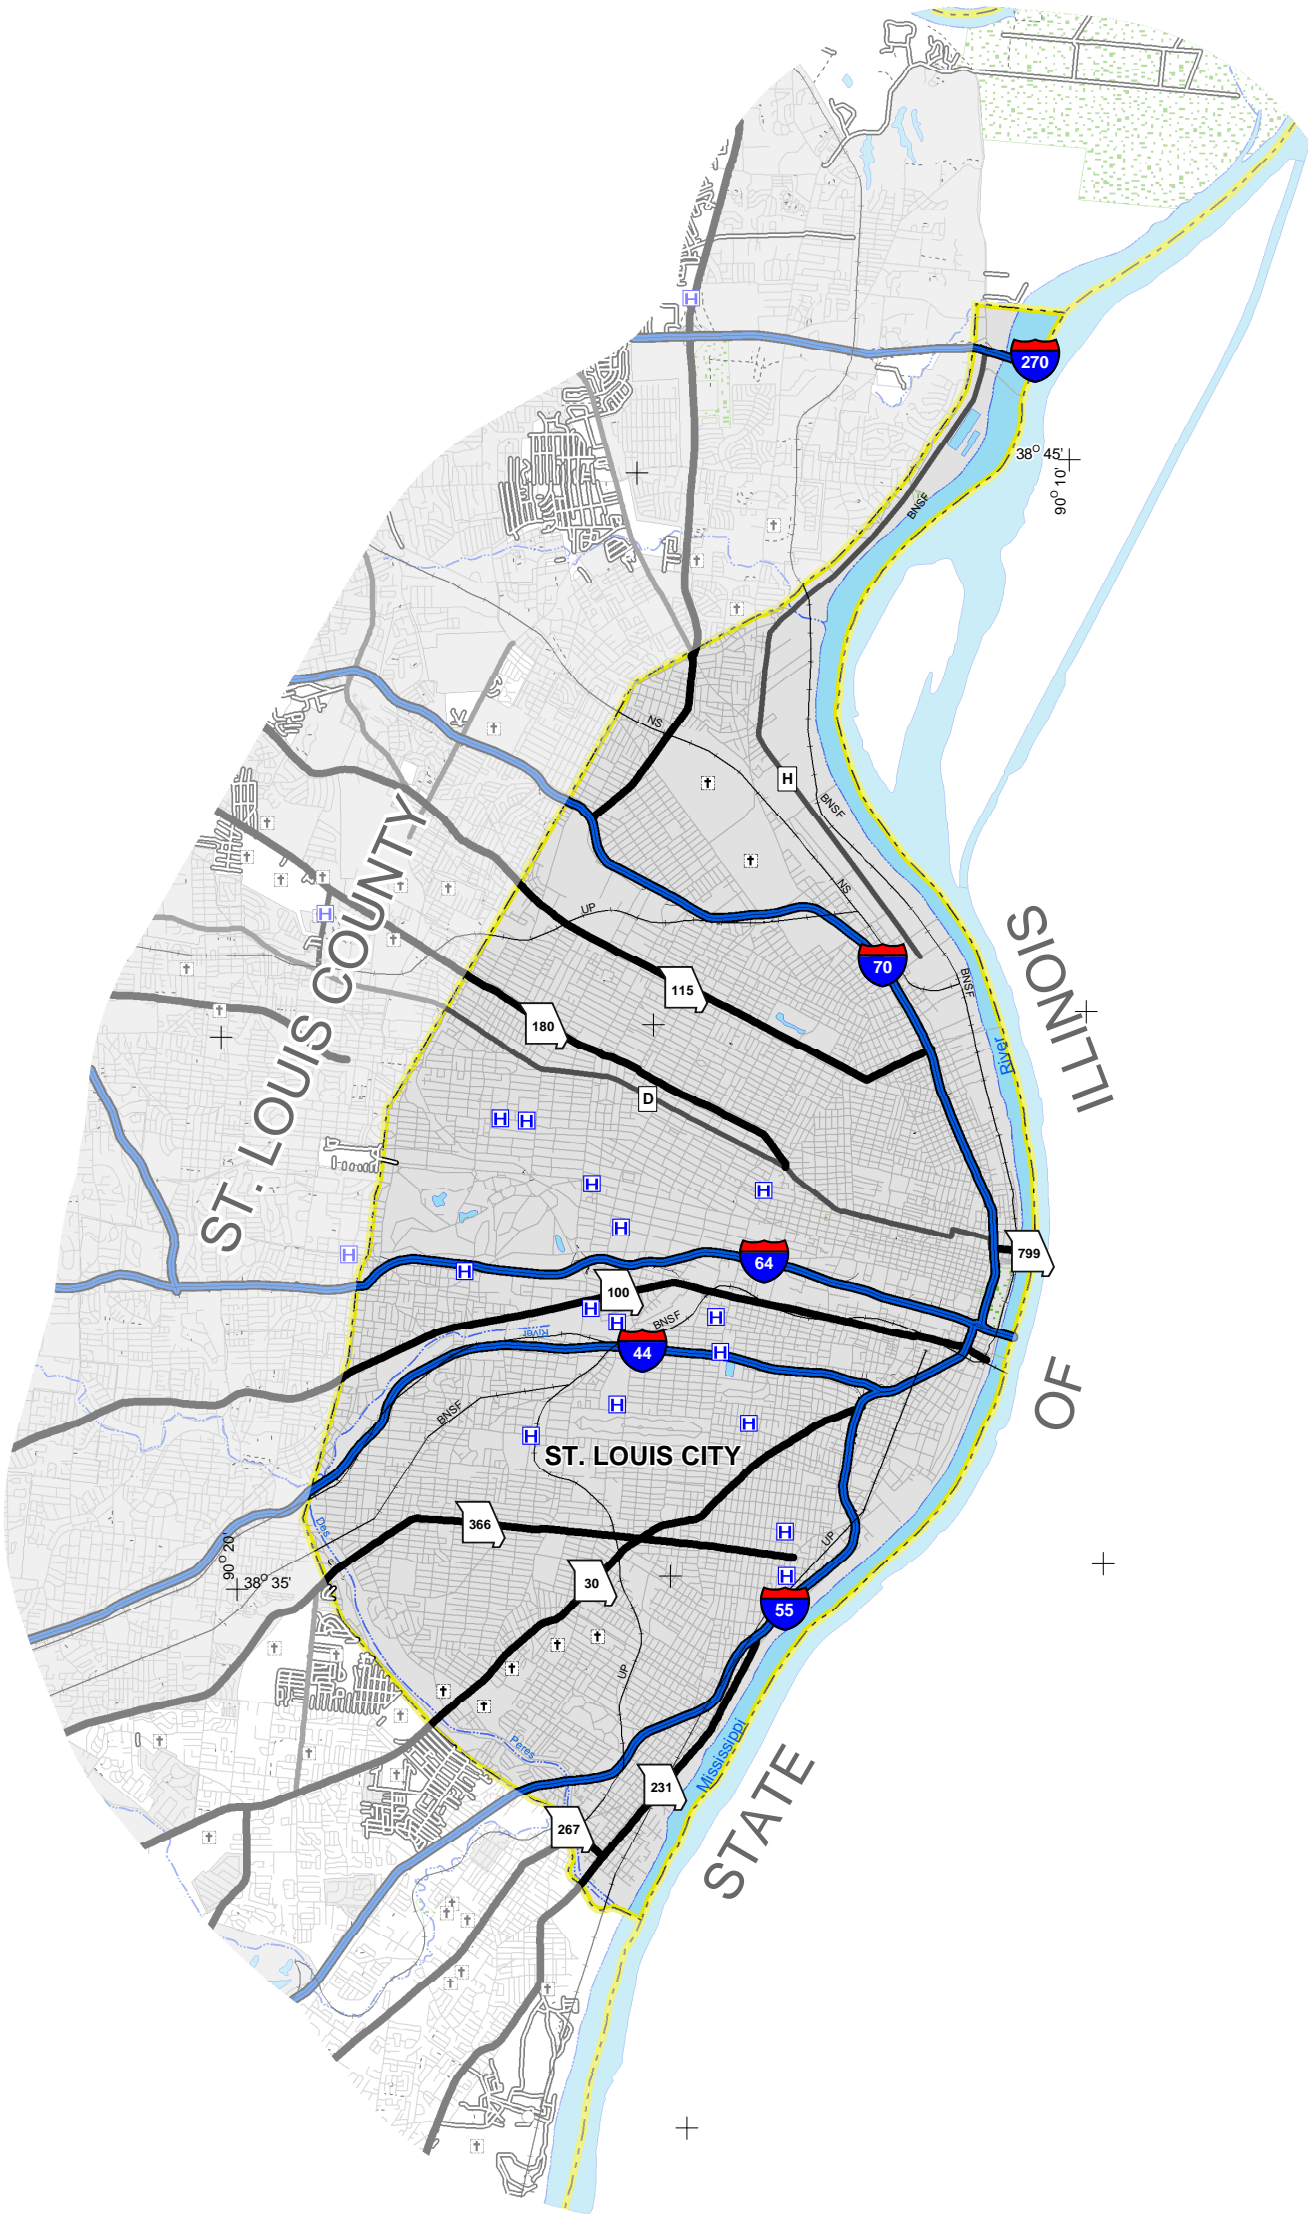 H
270
38° 45'
90° 10'
BNSF
NS
H
BNSF
UP
NS
70
BNSF
115
180
River
ST. LOUIS COUNTY
H
D
H
H
H
H
H
H
H
64
799
100
H
H
H
BNSF
River
44
H
BNSF
H
H
H
ST. LOUIS CITY
366
Des
H
UP
90° 20'
38° 35'
30
H
55
UP
Peres
Mississippi
231
267
STATE
OF
ILLINOIS